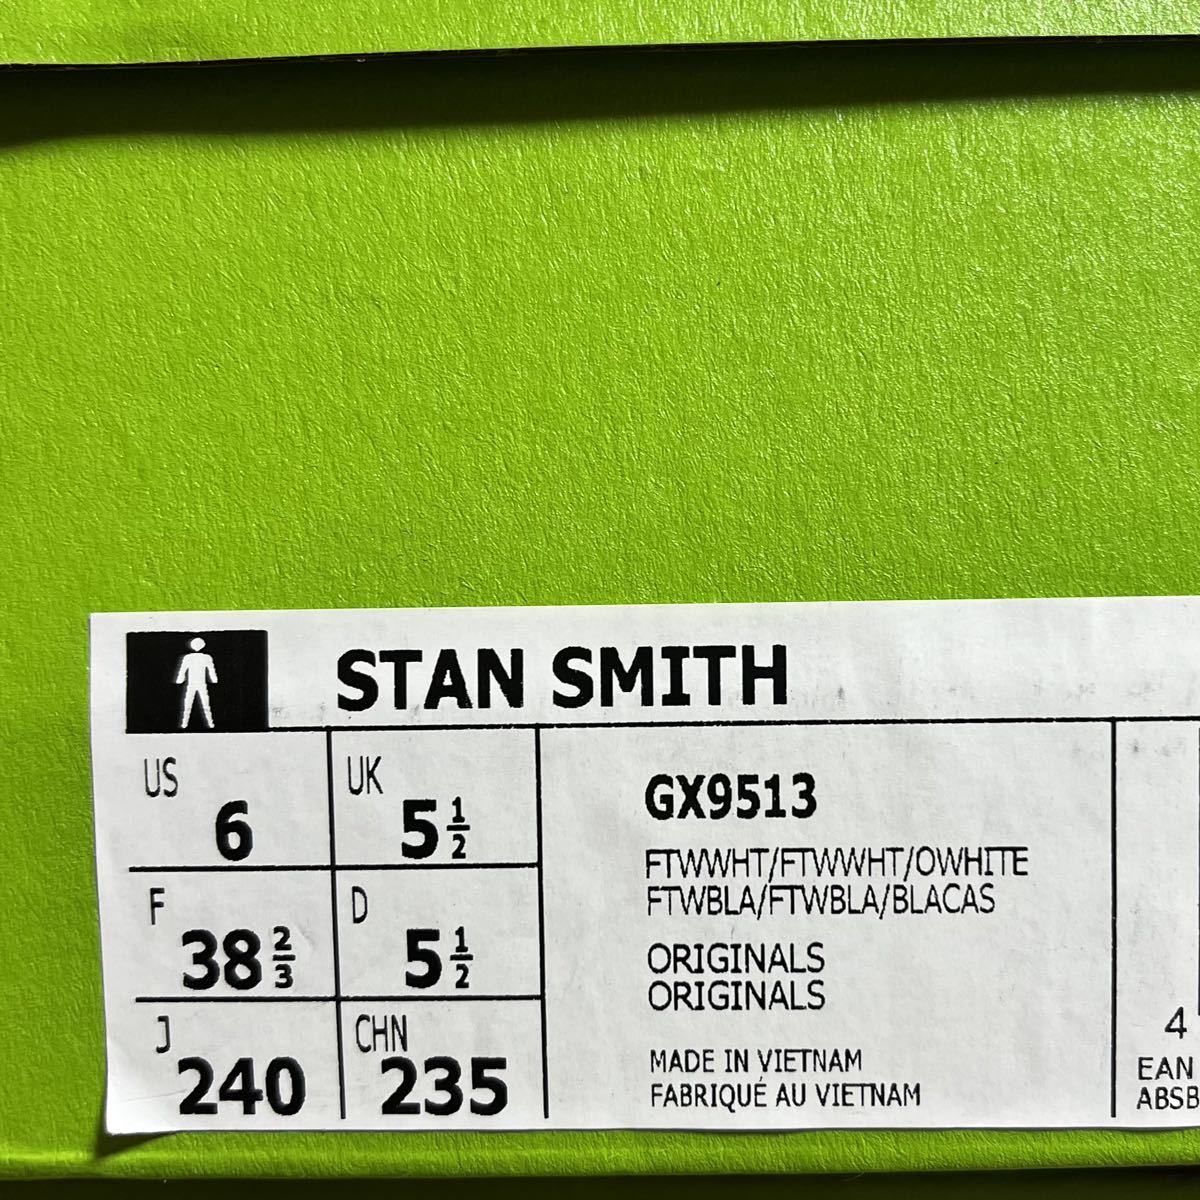 STAN SMITH
US
6
UK
5 1/2
F
38 2/3
D
5 1/2
J
240
CHN
235
GX9513
FTWWHT/FTWWHT/OWHITE
FTWBLA/FTWBLA/BLACAS
ORIGINALS
ORIGINALS
MADE IN VIETNAM
FABRIQUÉ AU VIETNAM
4
EAN
ABSB